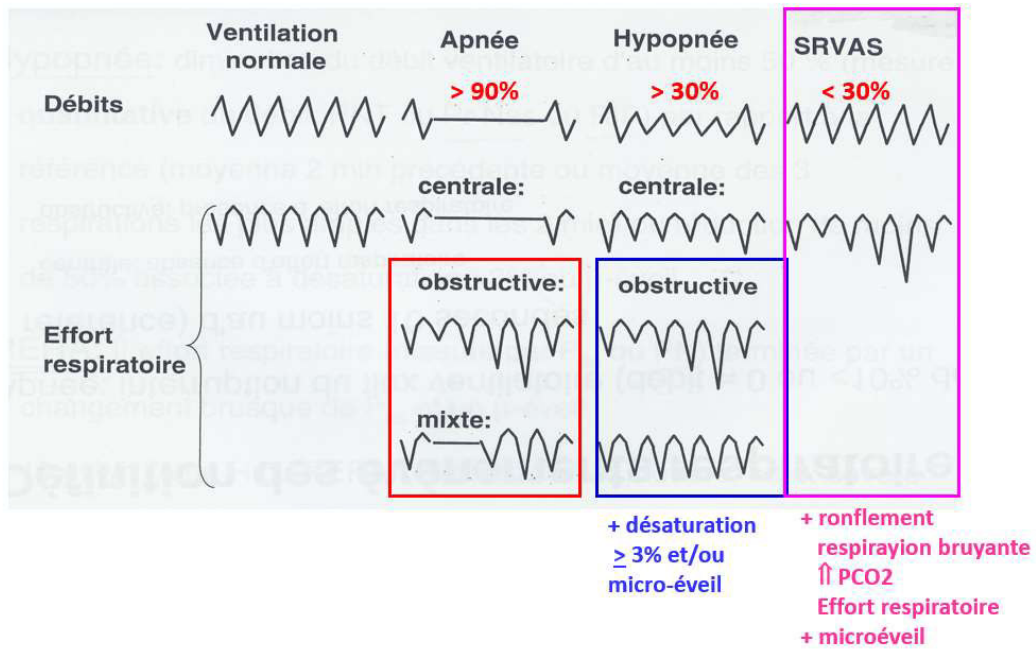 Ventilation
normale
Apnée
Hypopnée
SRVAS
> 90%
> 30%
< 30%
Débits
centrale:
centrale:
obstructive:
obstructive
Effort
respiratoire
mixte:
+ désaturation
≥ 3% et/ou
micro-éveil
+ ronflement
respirayion bruyante
⇑ PCO2
Effort respiratoire
+ microéveil